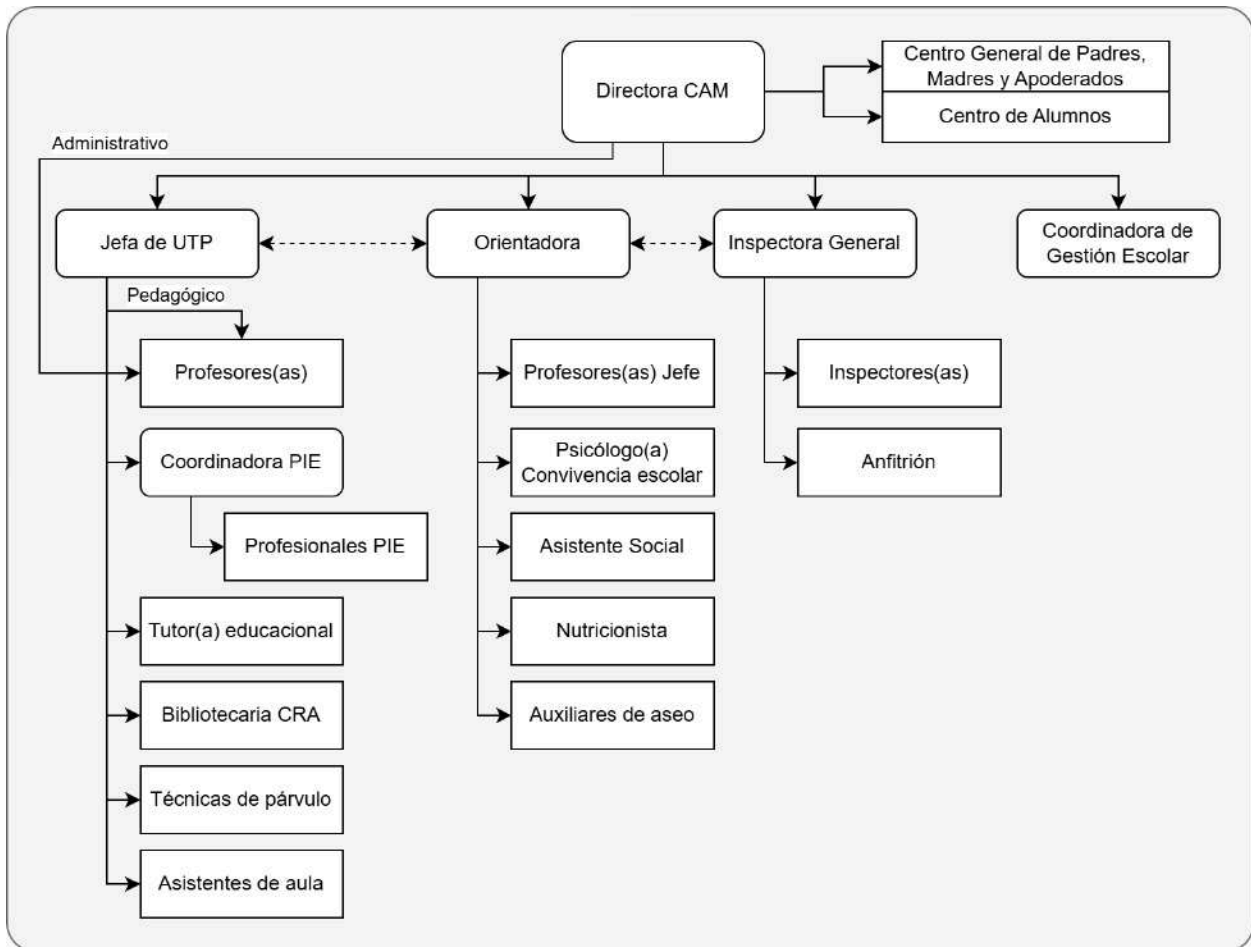 Directora CAM
Centro General de Padres,
Madres y Apoderados
Centro de Alumnos
Administrativo
Jefa de UTP
Orientadora
Inspectora General
Coordinadora de
Gestión Escolar
Pedagógico
Profesores(as)
Coordinadora PIE
Profesionales PIE
Tutor(a) educacional
Bibliotecaria CRA
Técnicas de párvulo
Asistentes de aula
Profesores(as) Jefe
Psicólogo(a)
Convivencia escolar
Asistente Social
Nutricionista
Auxiliares de aseo
Inspectores(as)
Anfitrión